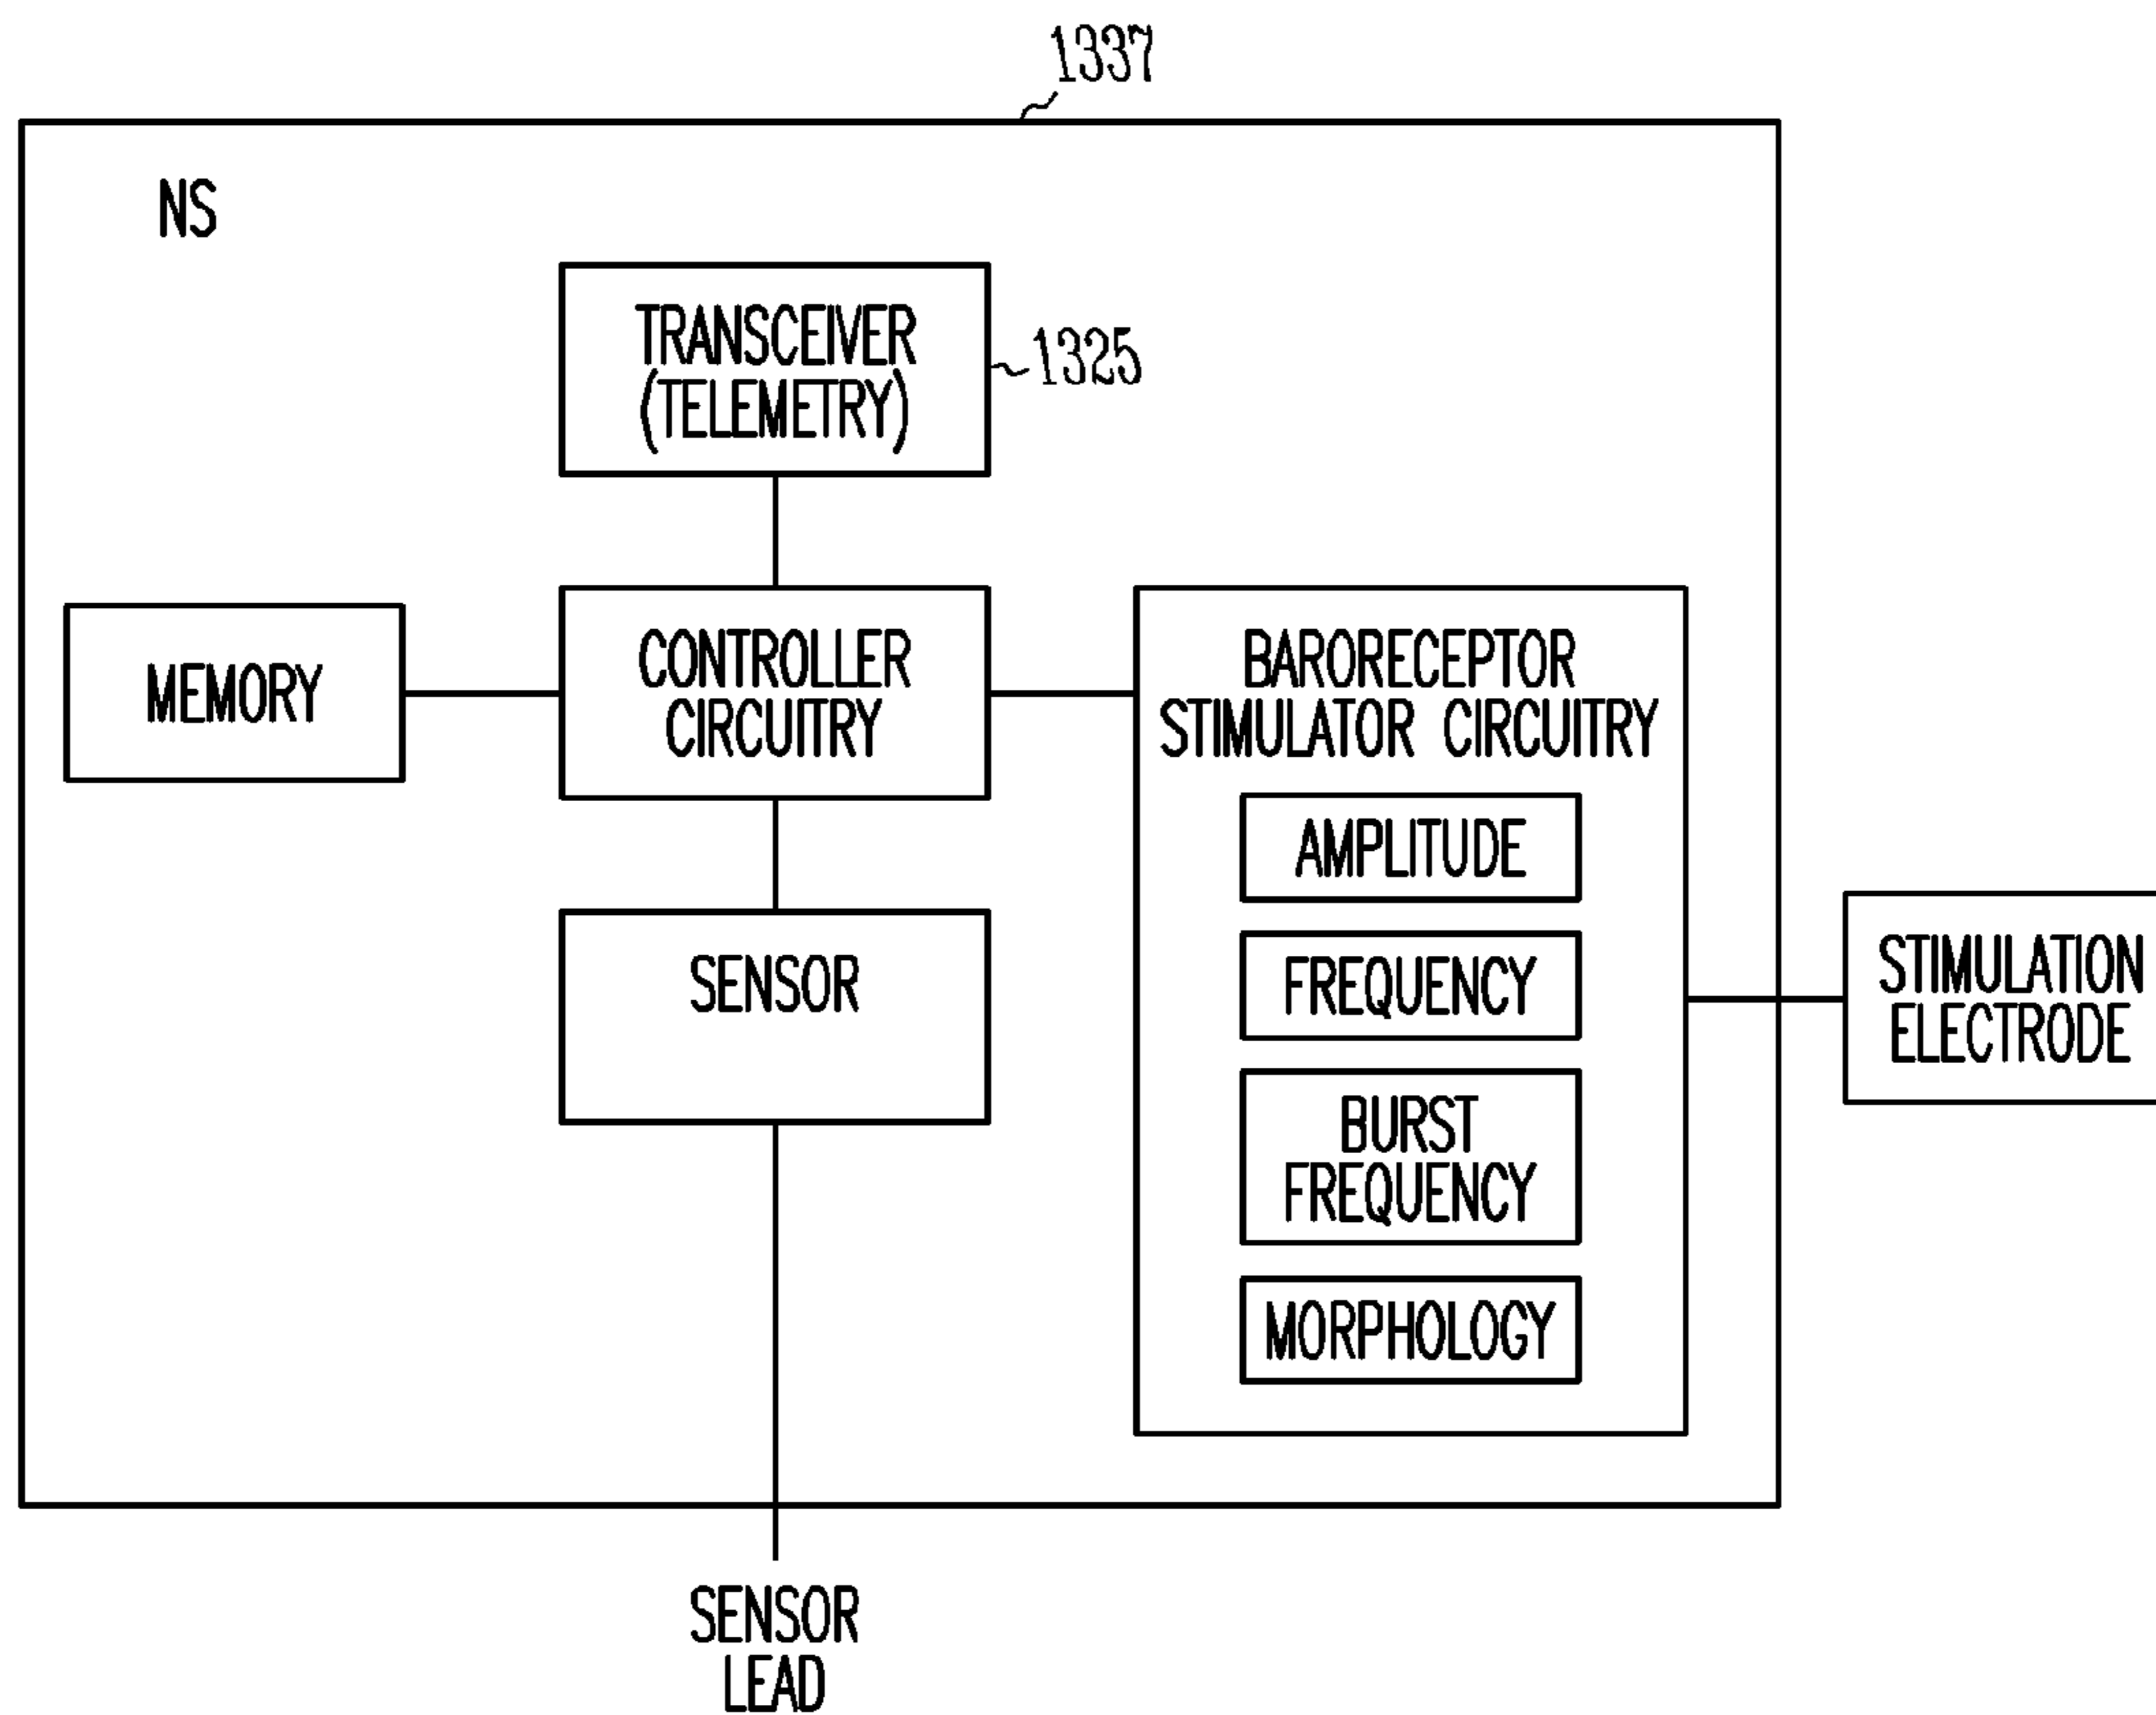 1337
NS
TRANSCEIVER
(TELEMETRY)
1325
MEMORY
CONTROLLER
CIRCUITRY
BARORECEPTOR
STIMULATOR CIRCUITRY
AMPLITUDE
SENSOR
FREQUENCY
BURST
FREQUENCY
MORPHOLOGY
STIMULATION
ELECTRODE
SENSOR
LEAD